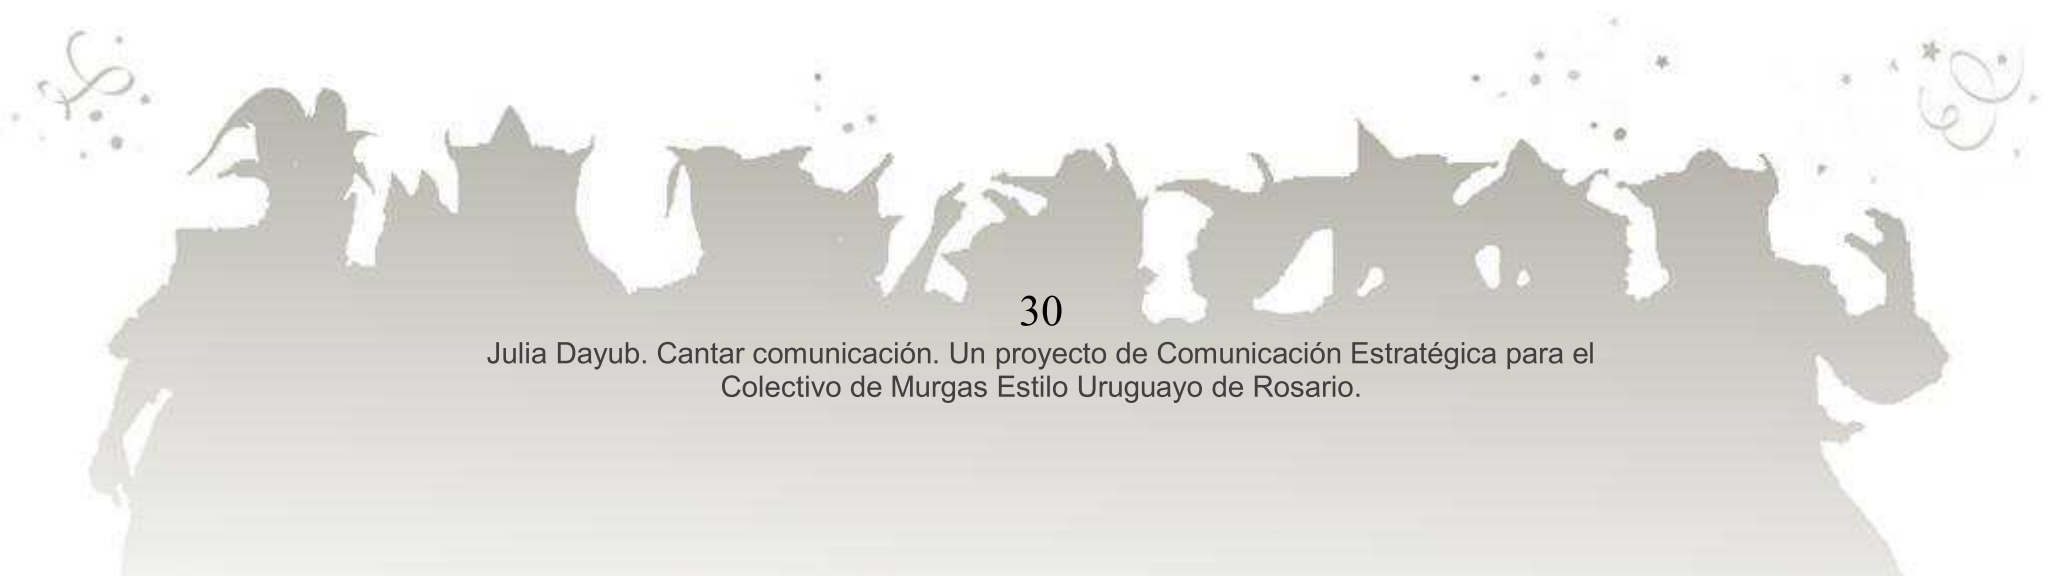 30
Julia Dayub. Cantar comunicación. Un proyecto de Comunicación Estratégica para el
Colectivo de Murgas Estilo Uruguayo de Rosario.